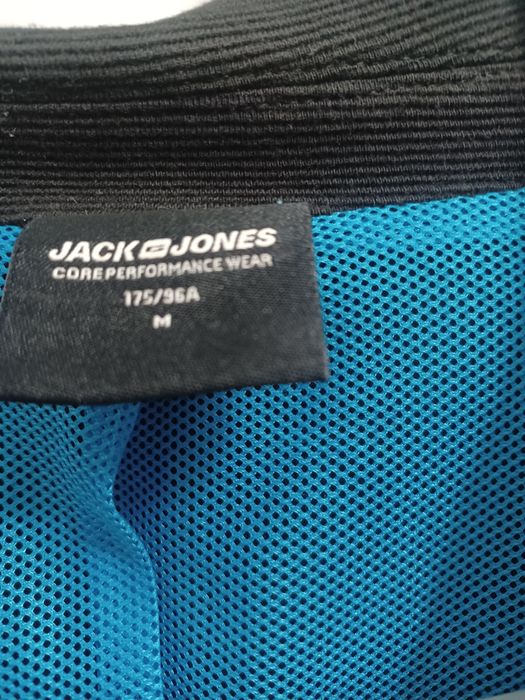 JACK & JONES
CORE PERFORMANCE WEAR
175/96A
M